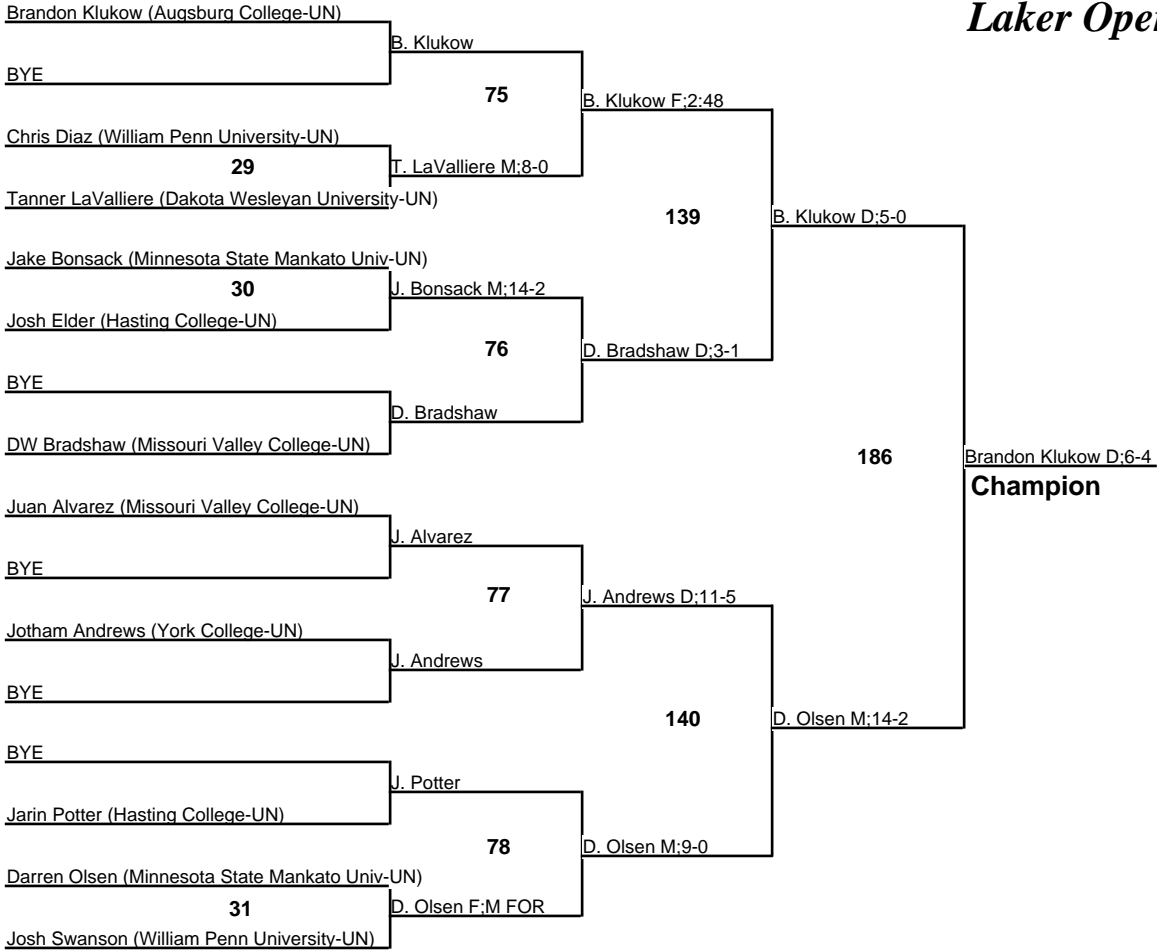 Laker Open
Brandon Klukow (Augsburg College-UN)
B. Klukow
BYE
75
B. Klukow F;2:48
Chris Diaz (William Penn University-UN)
29
T. LaValliere M;8-0
Tanner LaValliere (Dakota Wesleyan University-UN)
139
B. Klukow D;5-0
Jake Bonsack (Minnesota State Mankato Univ-UN)
30
J. Bonsack M;14-2
Josh Elder (Hasting College-UN)
76
D. Bradshaw D;3-1
BYE
D. Bradshaw
DW Bradshaw (Missouri Valley College-UN)
186
Brandon Klukow D;6-4
Champion
Juan Alvarez (Missouri Valley College-UN)
J. Alvarez
BYE
77
J. Andrews D;11-5
Jotham Andrews (York College-UN)
J. Andrews
BYE
140
D. Olsen M;14-2
BYE
J. Potter
Jarin Potter (Hasting College-UN)
78
D. Olsen M;9-0
Darren Olsen (Minnesota State Mankato Univ-UN)
31
D. Olsen F;M FOR
Josh Swanson (William Penn University-UN)